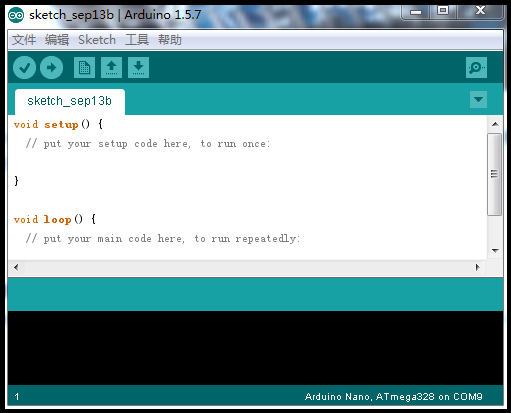 sketch_sep13b | Arduino 1.5.7
文件 编辑 Sketch 工具 帮助
sketch_sep13b
void setup() {
// put your setup code here, to run once:
}
void loop() {
// put your main code here, to run repeatedly:
1 Arduino Nano, ATmega328 on COM9